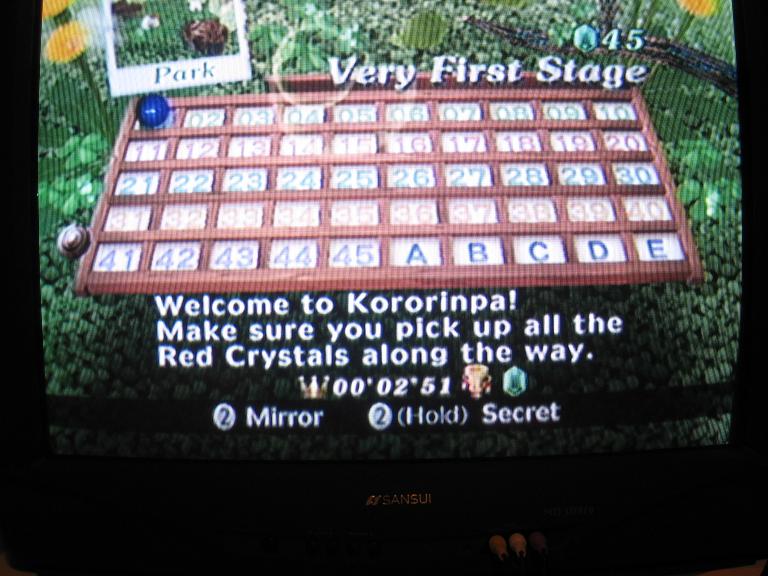 45
Park
Very First Stage
02 03 04 05 06 07 08 09 10
11 12 13 14 15 16 17 18 19 20
21 22 23 24 25 26 27 28 29 30
31 32 33 34 35 36 37 38 39 40
41 42 43 44 45 A B C D E
Welcome to Kororinpa!
Make sure you pick up all the
Red Crystals along the way.
00'02"51
2 Mirror 2 (Hold) Secret
SANSUI